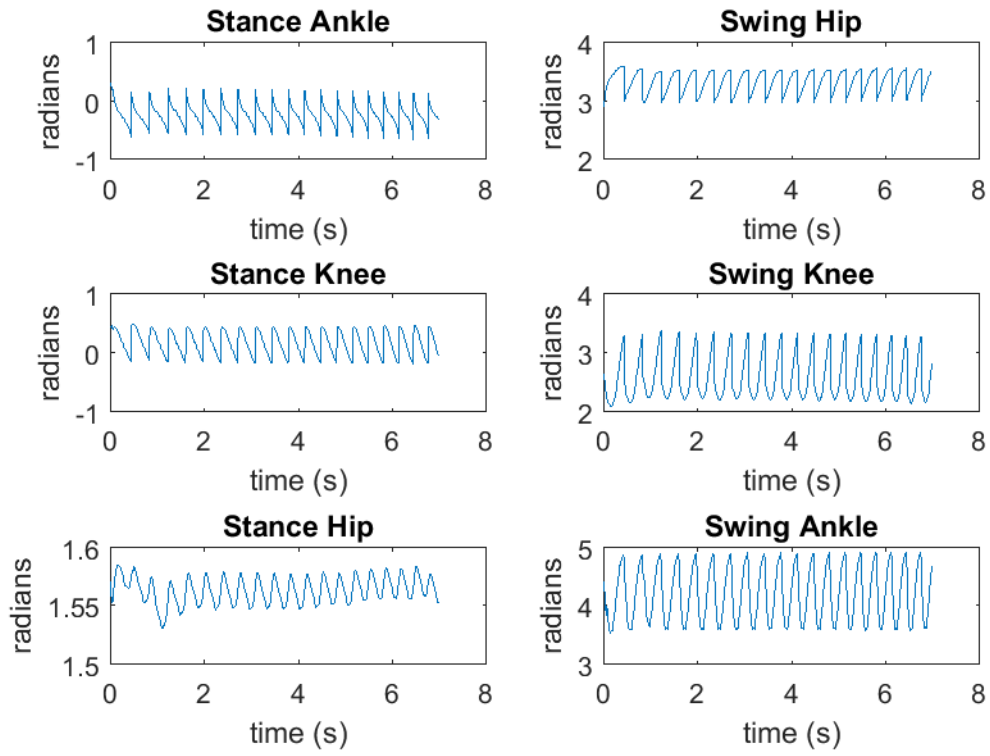 Stance Ankle
radians
1
0
-1
0 2 4 6 8
time (s)
Swing Hip
radians
4
3
2
0 2 4 6 8
time (s)
Stance Knee
radians
1
0
-1
0 2 4 6 8
time (s)
Swing Knee
radians
4
3
2
0 2 4 6 8
time (s)
Stance Hip
radians
1.6
1.55
1.5
0 2 4 6 8
time (s)
Swing Ankle
radians
5
4
3
0 2 4 6 8
time (s)